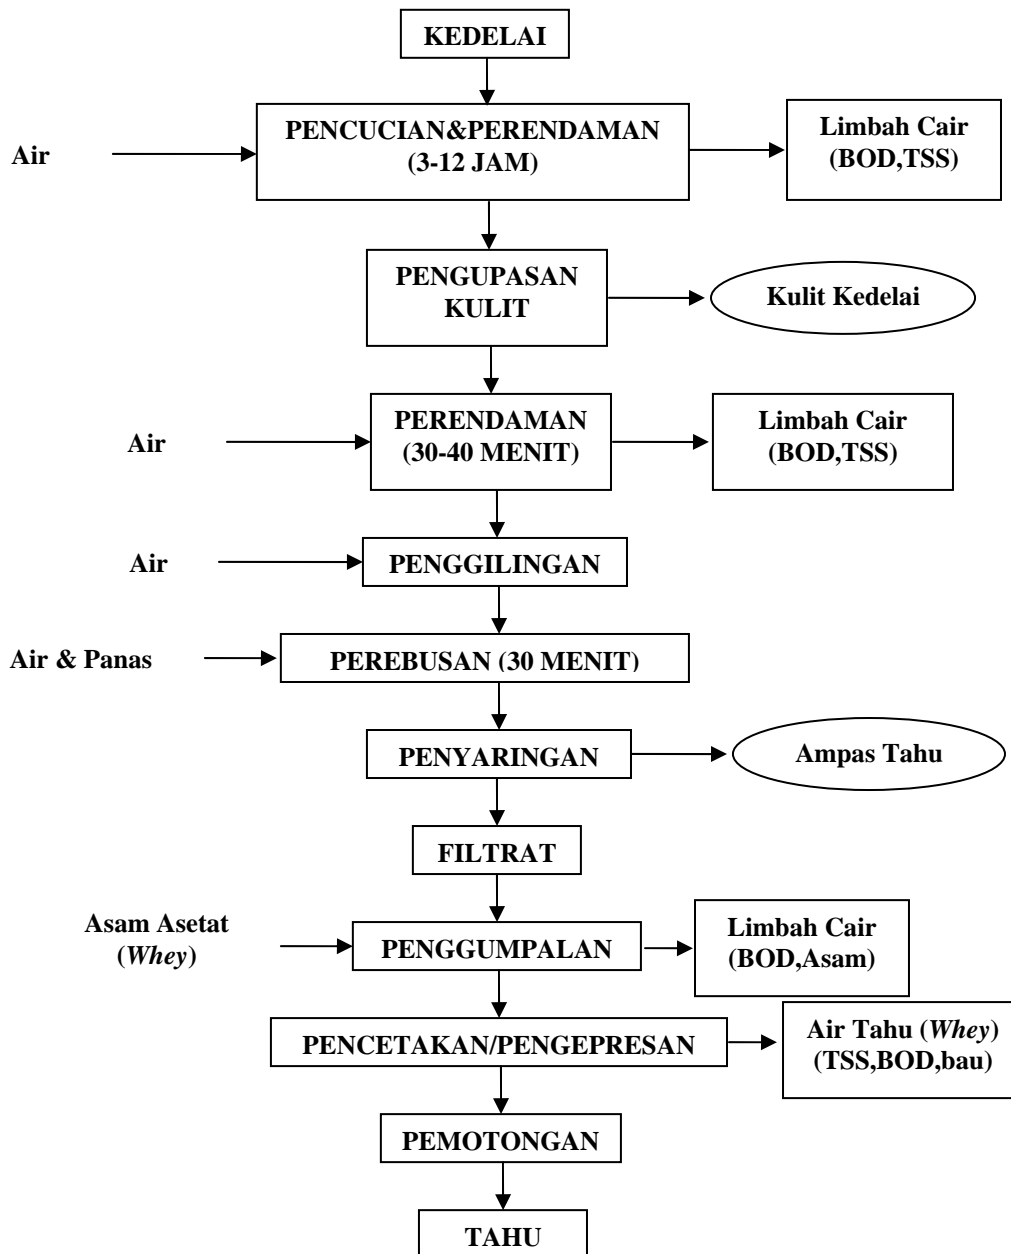 KEDELAI
Air
PENCUCIAN&PERENDAMAN
(3-12 JAM)
Limbah Cair
(BOD,TSS)
PENGUPASAN
KULIT
Kulit Kedelai
Air
PERENDAMAN
(30-40 MENIT)
Limbah Cair
(BOD,TSS)
Air
PENGGILINGAN
Air & Panas
PEREBUSAN (30 MENIT)
PENYARINGAN
Ampas Tahu
FILTRAT
Asam Asetat
(Whey)
PENGGUMPALAN
Limbah Cair
(BOD,Asam)
PENCETAKAN/PENGEPRESAN
Air Tahu (Whey)
(TSS,BOD,bau)
PEMOTONGAN
TAHU